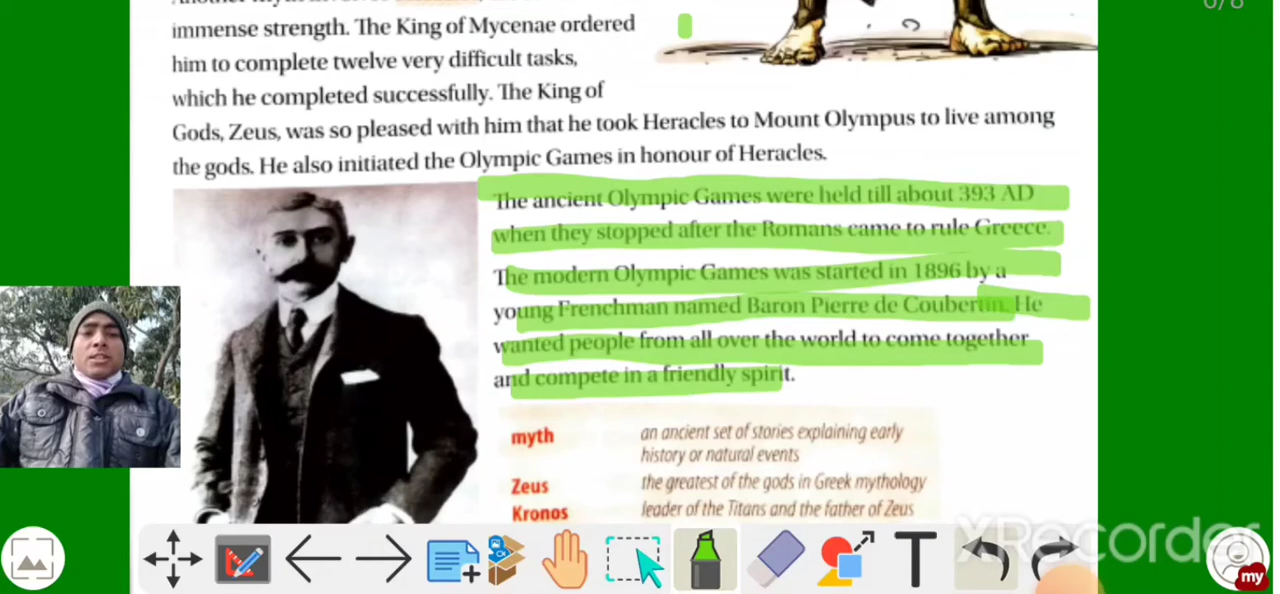 immense strength. The King of Mycenae ordered
him to complete twelve very difficult tasks,
which he completed successfully. The King of
Gods, Zeus, was so pleased with him that he took Heracles to Mount Olympus to live among
the gods. He also initiated the Olympic Games in honour of Heracles.
The ancient Olympic Games were held till about 393 AD
when they stopped after the Romans came to rule Greece.
The modern Olympic Games was started in 1896 by a
young Frenchman named Baron Pierre de Coubertin. He
wanted people from all over the world to come together
and compete in a friendly spirit.
myth an ancient set of stories explaining early
history or natural events
Zeus the greatest of the gods in Greek mythology
Kronos leader of the Titans and the father of Zeus
XRecorder
T
my